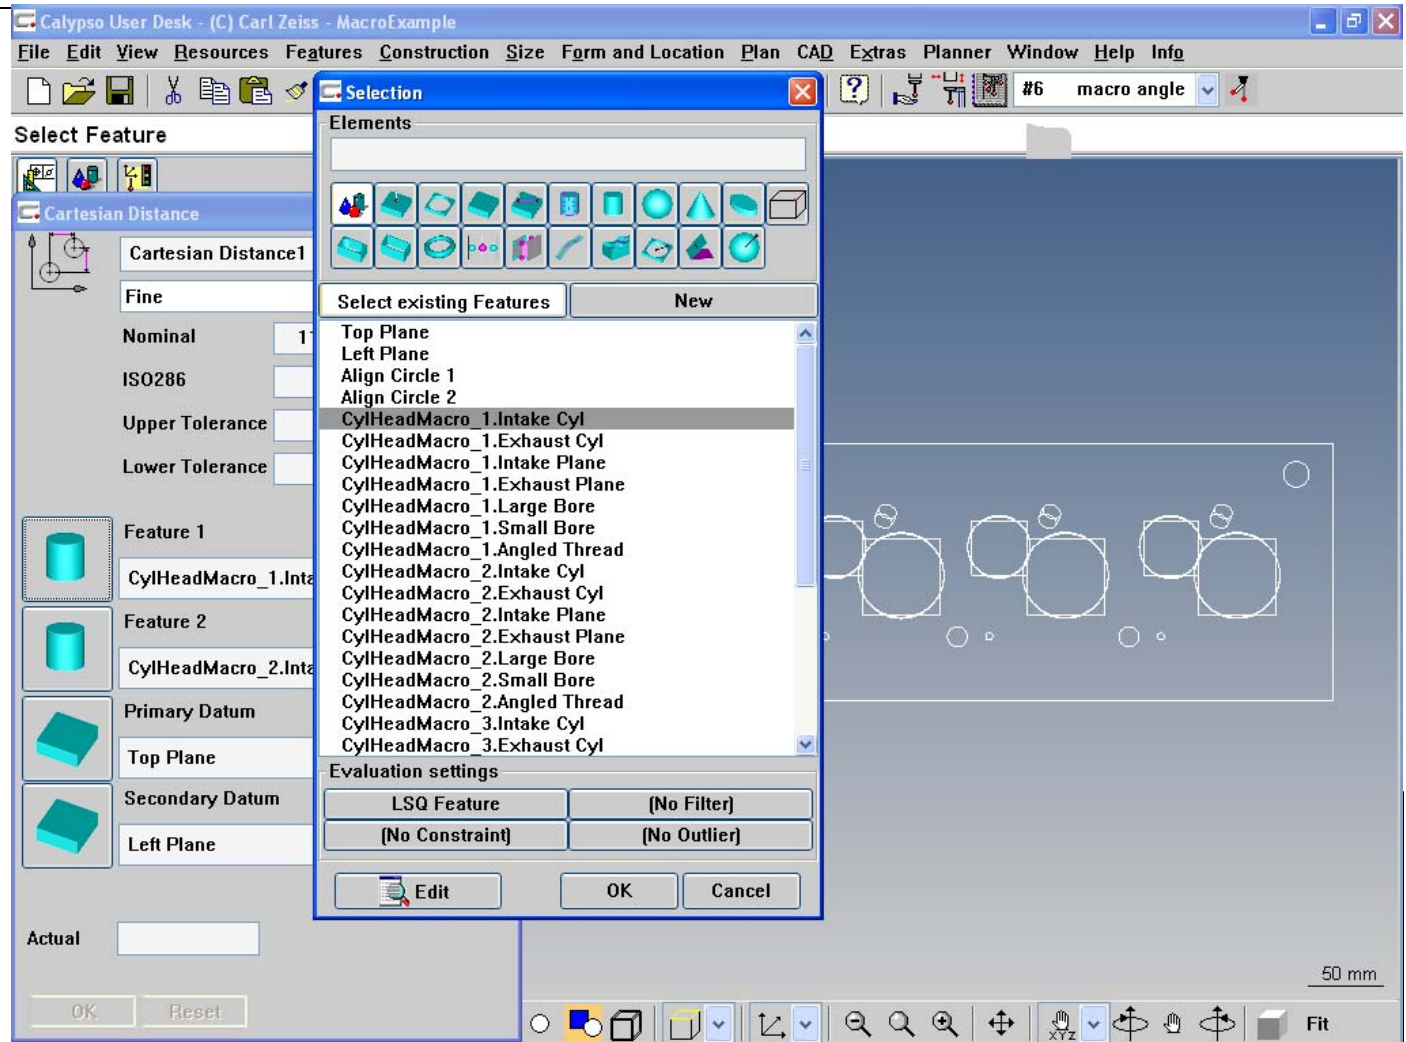 Calypso User Desk - (C) Carl Zeiss - MacroExample
File Edit View Resources Features Construction Size Form and Location Plan CAD Extras Planner Window Help Info
#6 macro angle
Select Feature
Cartesian Distance
Cartesian Distance1
Fine
Nominal 1
ISO286
Upper Tolerance
Lower Tolerance
Feature 1
CylHeadMacro_1.Inta
Feature 2
CylHeadMacro_2.Inta
Primary Datum
Top Plane
Secondary Datum
Left Plane
Actual
OK Reset
Selection
Elements
Select existing Features New
Top Plane
Left Plane
Align Circle 1
Align Circle 2
CylHeadMacro_1.Intake Cyl
CylHeadMacro_1.Exhaust Cyl
CylHeadMacro_1.Intake Plane
CylHeadMacro_1.Exhaust Plane
CylHeadMacro_1.Large Bore
CylHeadMacro_1.Small Bore
CylHeadMacro_1.Angled Thread
CylHeadMacro_2.Intake Cyl
CylHeadMacro_2.Exhaust Cyl
CylHeadMacro_2.Intake Plane
CylHeadMacro_2.Exhaust Plane
CylHeadMacro_2.Large Bore
CylHeadMacro_2.Small Bore
CylHeadMacro_2.Angled Thread
CylHeadMacro_3.Intake Cyl
CylHeadMacro_3.Exhaust Cyl
Evaluation settings
LSQ Feature (No Filter)
(No Constraint) (No Outlier)
Edit OK Cancel
50 mm
XYZ Fit